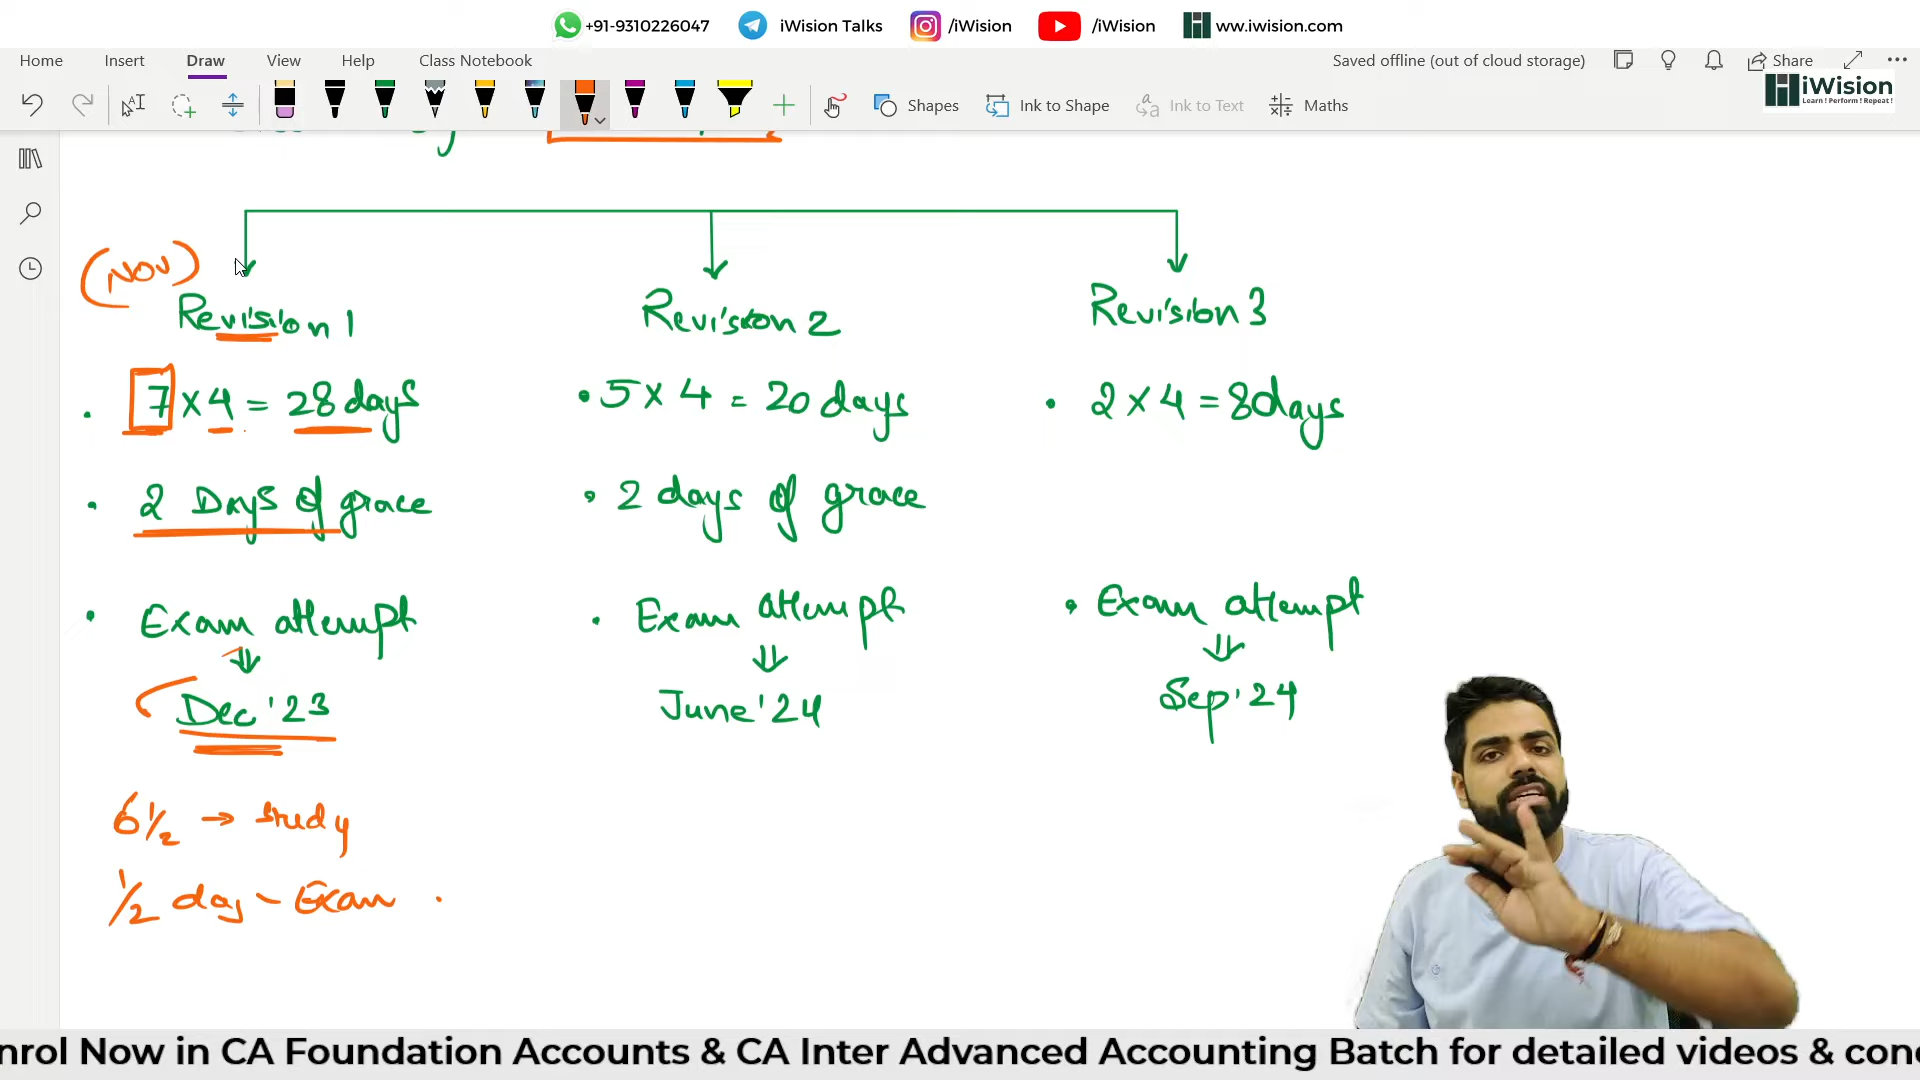 +91-9310226047 iWision Talks /iWision /iWision ww.iwision.com
Home Insert Draw View Help Class Notebook Saved offline (out of cloud storage) Share
Shapes Ink to Shape Ink to Text Maths
iWision
Learn ! Perform ! Repeat !
(NOV)
Revision 1 Revision 2 Revision 3
• 7 × 4 = 28 days • 5 × 4 = 20 days • 2 × 4 = 8 days
• 2 Days of grace • 2 days of grace
• Exam attempt • Exam attempt • Exam attempt
Dec '23 June '24 Sep '24
6 1/2 → study
1/2 day - Exam .
nrol Now in CA Foundation Accounts & CA Inter Advanced Accounting Batch for detailed videos & con